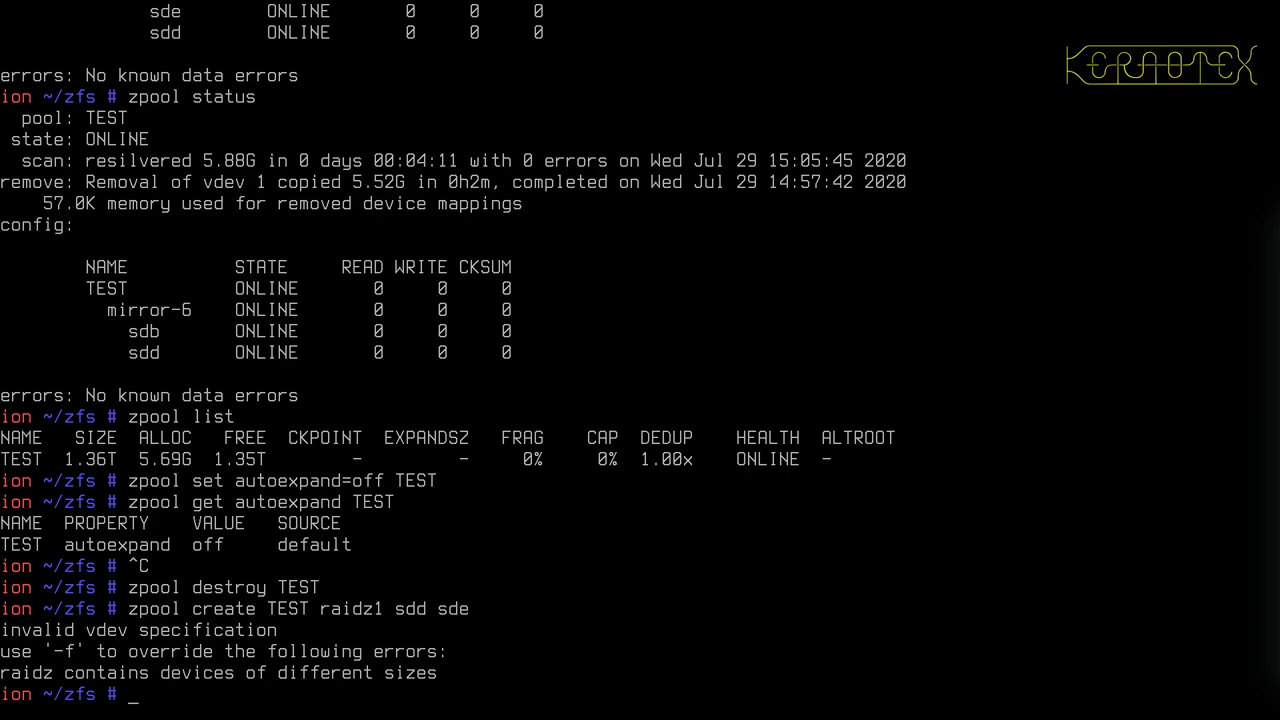 sde ONLINE 0 0 0
sdd ONLINE 0 0 0
KERAOTEX
errors: No known data errors
ion ~/zfs # zpool status
pool: TEST
state: ONLINE
scan: resilvered 5.88G in 0 days 00:04:11 with 0 errors on Wed Jul 29 15:05:45 2020
remove: Removal of vdev 1 copied 5.52G in 0h2m, completed on Wed Jul 29 14:57:42 2020
57.0K memory used for removed device mappings
config:
NAME STATE READ WRITE CKSUM
TEST ONLINE 0 0 0
mirror-6 ONLINE 0 0 0
sdb ONLINE 0 0 0
sdd ONLINE 0 0 0
errors: No known data errors
ion ~/zfs # zpool list
NAME SIZE ALLOC FREE CKPOINT EXPANDSZ FRAG CAP DEDUP HEALTH ALTROOT
TEST 1.36T 5.69G 1.35T - - 0% 0% 1.00x ONLINE -
ion ~/zfs # zpool set autoexpand=off TEST
ion ~/zfs # zpool get autoexpand TEST
NAME PROPERTY VALUE SOURCE
TEST autoexpand off default
ion ~/zfs # ^C
ion ~/zfs # zpool destroy TEST
ion ~/zfs # zpool create TEST raidz1 sdd sde
invalid vdev specification
use '-f' to override the following errors:
raidz contains devices of different sizes
ion ~/zfs # _